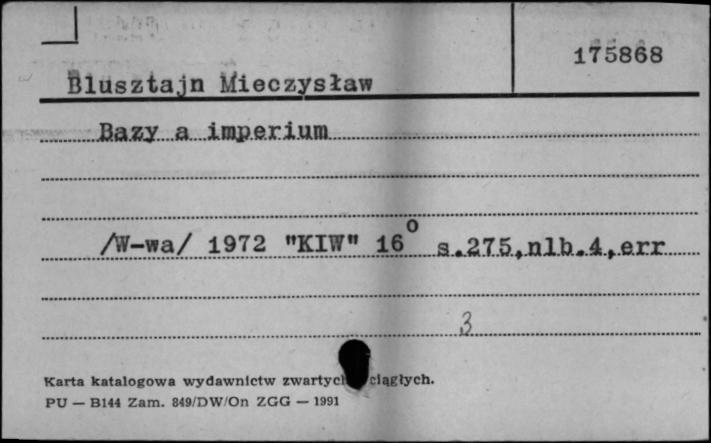 175868
Blusztajn Mieczysław
Bazy a imperium
/W-wa/ 1972 "KIW" 16° s.275,nlb.4,err
3
Karta katalogowa wydawnictw zwartych ciągłych.
PU — B144 Zam. 849/DW/On ZGG — 1991